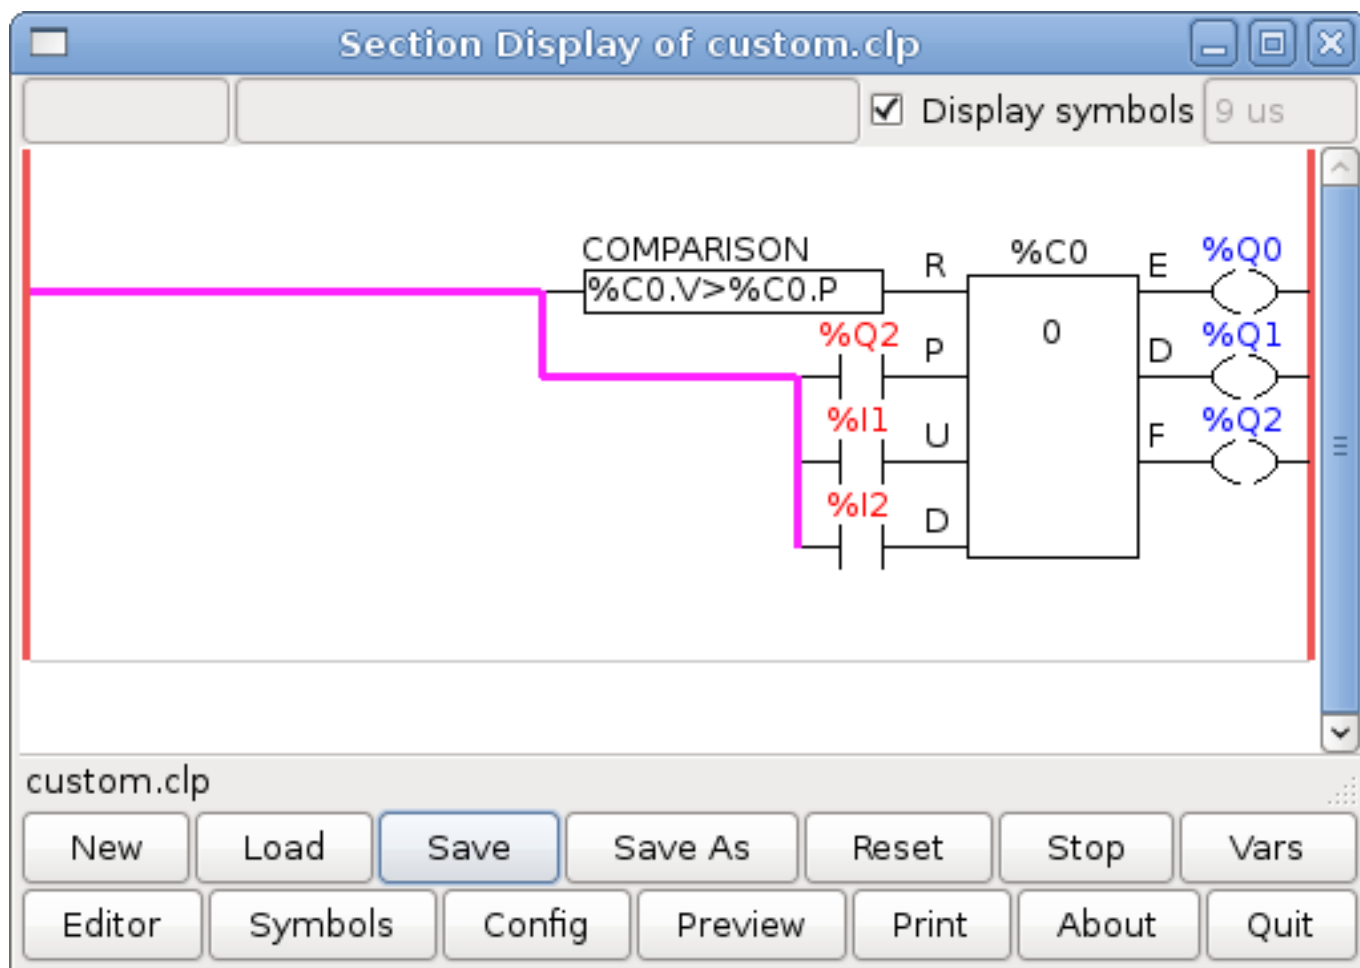 Section Display of custom.clp
Display symbols 9 us
COMPARISON R %C0 E %Q0
%C0.V>%C0.P
%Q2 P 0 D %Q1
%I1 U F %Q2
%I2 D
custom.clp
New Load Save Save As Reset Stop Vars
Editor Symbols Config Preview Print About Quit